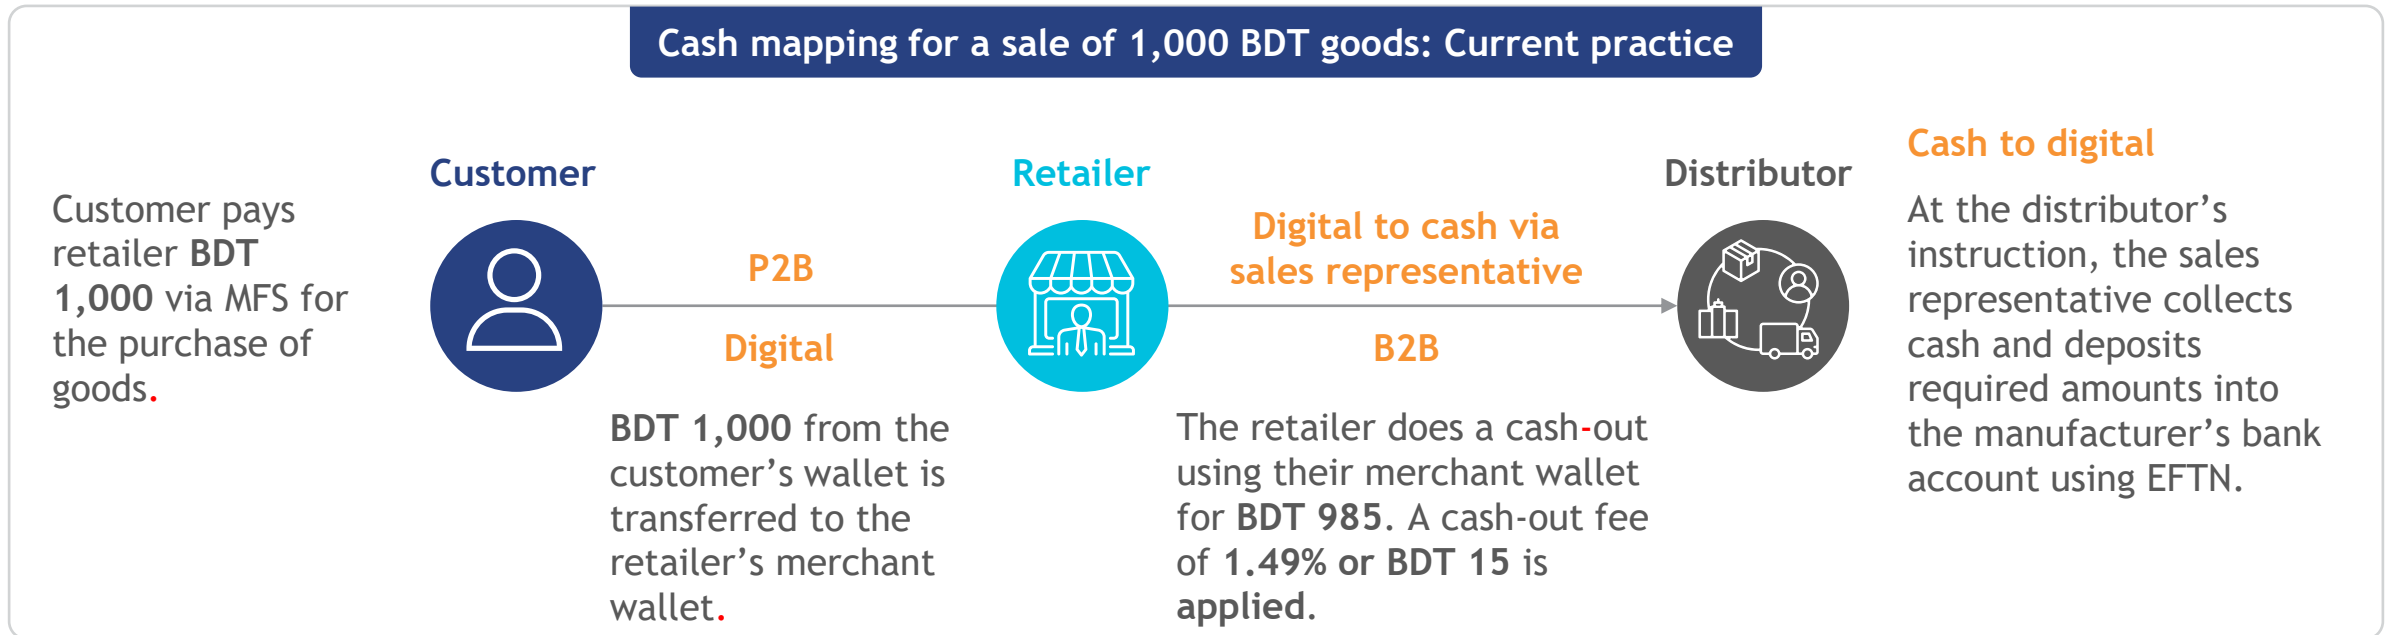 Cash mapping for a sale of 1,000 BDT goods: Current practice
Customer pays
retailer BDT
1,000 via MFS for
the purchase of
goods.
Customer
P2B
Digital
BDT 1,000 from the
customer’s wallet is
transferred to the
retailer’s merchant
wallet.
Retailer
Digital to cash via
sales representative
B2B
The retailer does a cash-out
using their merchant wallet
for BDT 985. A cash-out fee
of 1.49% or BDT 15 is
applied.
Distributor
Cash to digital
At the distributor’s
instruction, the sales
representative collects
cash and deposits
required amounts into
the manufacturer’s bank
account using EFTN.